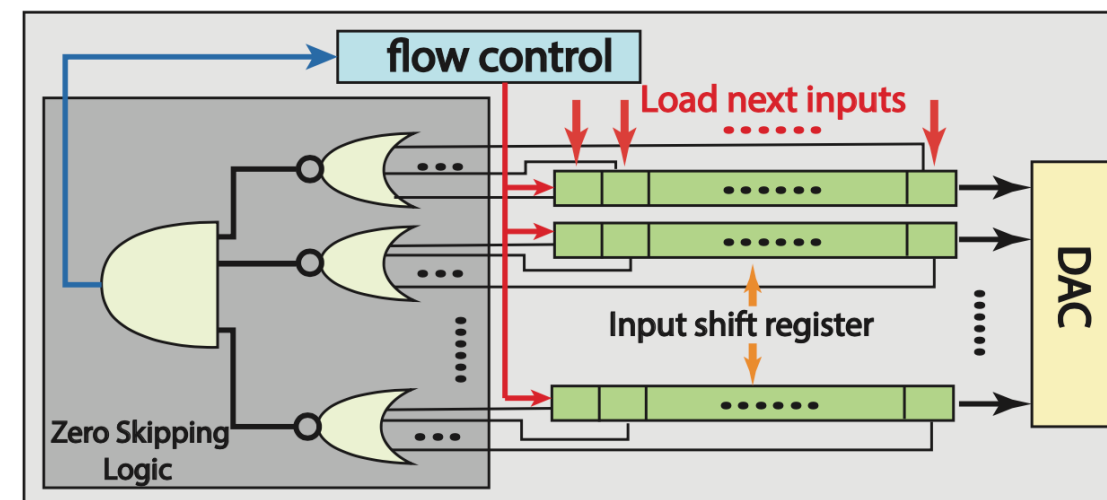 flow control
Load next inputs
Input shift register
DAC
Zero Skipping
Logic